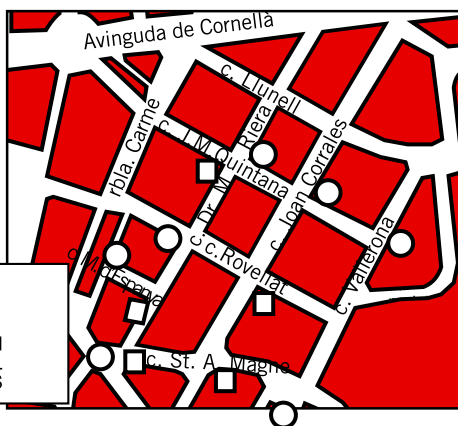 Avinguda de Cornellà
c. Llunell
rbla. Carme
c. J.M. Quintana
c. Dr. M. Riera
c. Joan Corrales
c. Rovellat
c. Vallerona
c. M. d'Espanya
c. St. A. Magne